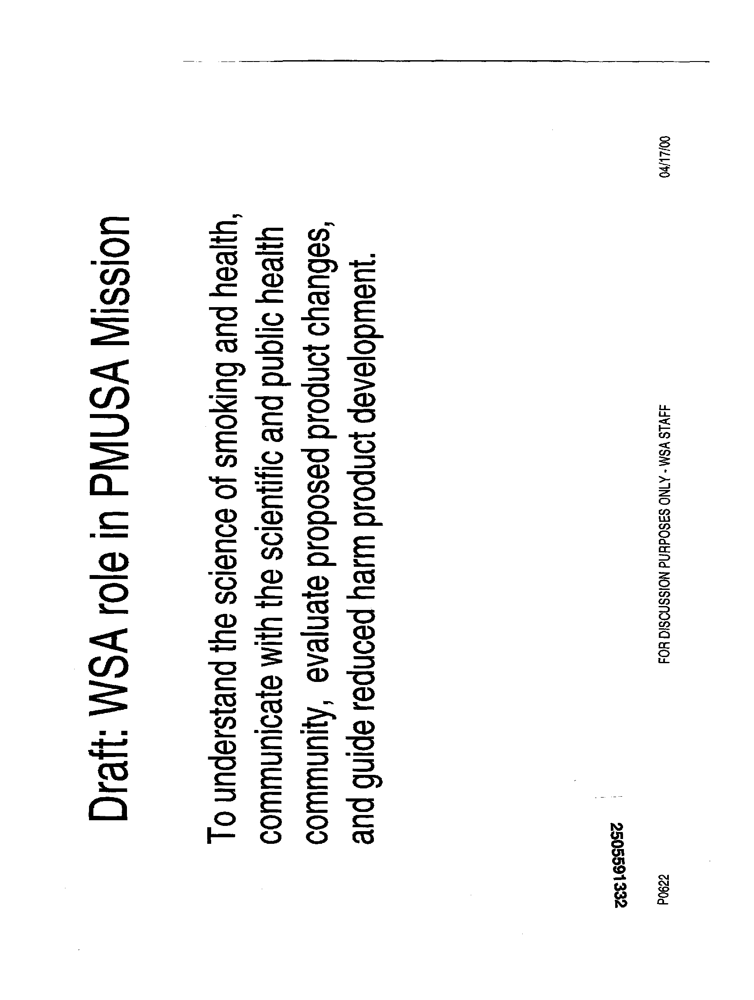 Draft: WSA role in PMUSA Mission
To understand the science of smoking and health,
communicate with the scientific and public health
community, evaluate proposed product changes,
and guide reduced harm product development.
2505591332
P0622
FOR DISCUSSION PURPOSES ONLY - WSA STAFF
04/17/00